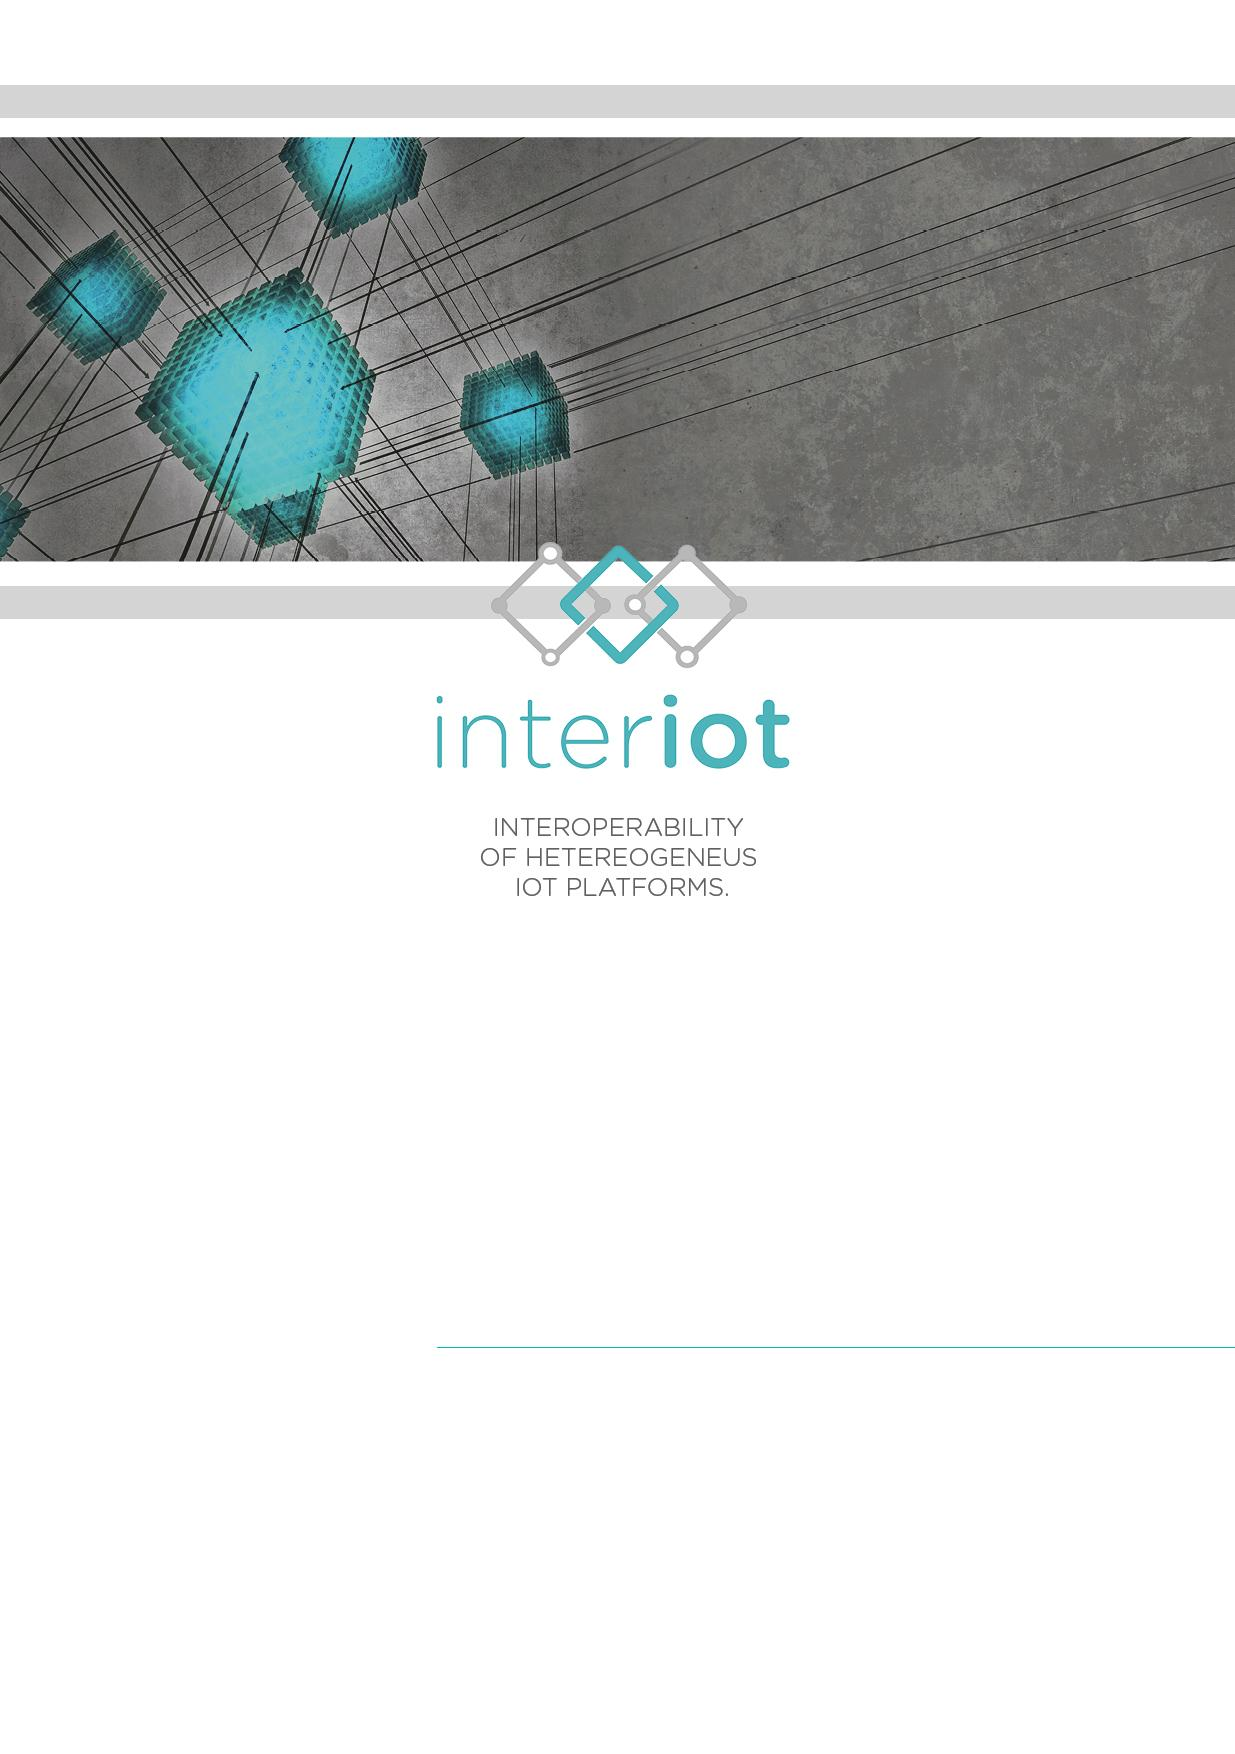 interiot
INTEROPERABILITY
OF HETEREOGENEUS
IOT PLATFORMS.